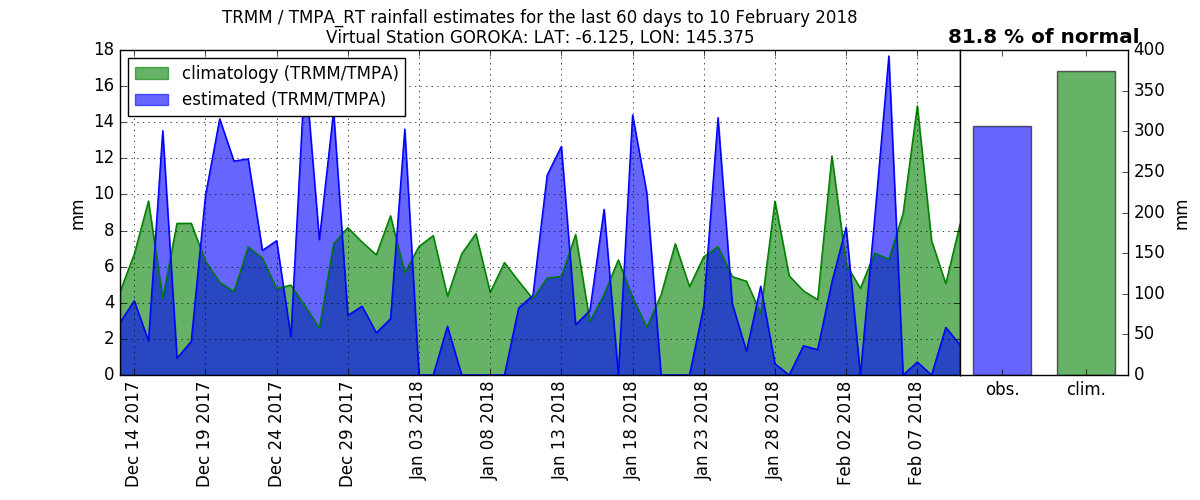 TRMM / TMPA_RT rainfall estimates for the last 60 days to 10 February 2018
Virtual Station GOROKA: LAT: -6.125, LON: 145.375
81.8 % of normal
climatology (TRMM/TMPA)
estimated (TRMM/TMPA)
18
16
14
12
10
8
6
4
2
0
mm
Dec 14 2017
Dec 19 2017
Dec 24 2017
Dec 29 2017
Jan 03 2018
Jan 08 2018
Jan 13 2018
Jan 18 2018
Jan 23 2018
Jan 28 2018
Feb 02 2018
Feb 07 2018
obs.
clim.
400
350
300
250
200
150
100
50
0
mm